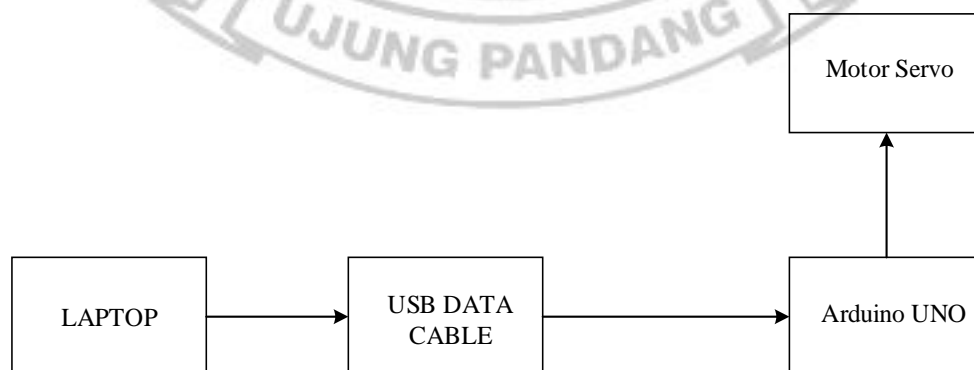 UJUNG PANDANG
Motor Servo
LAPTOP
USB DATA
CABLE
Arduino UNO